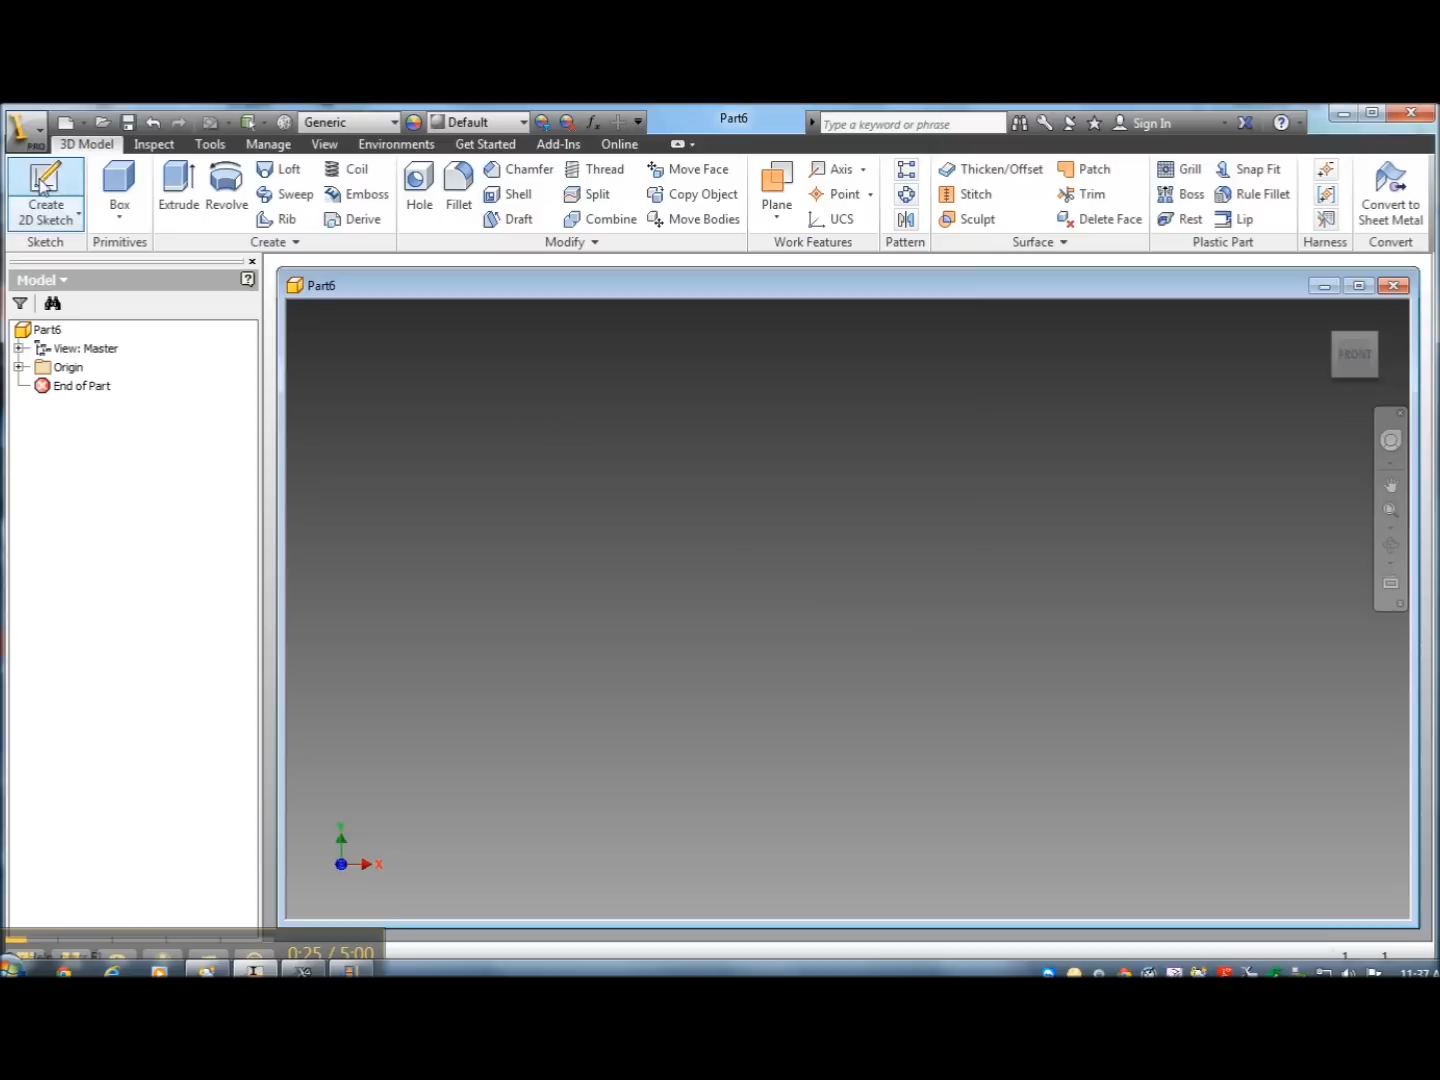 Generic
Default
Part6
Type a keyword or phrase
Sign In
PRO
3D Model
Inspect
Tools
Manage
View
Environments
Get Started
Add-Ins
Online
Create
2D Sketch
Box
Extrude
Revolve
Loft
Coil
Sweep
Emboss
Rib
Derive
Hole
Fillet
Chamfer
Thread
Move Face
Shell
Split
Copy Object
Draft
Combine
Move Bodies
Plane
Axis
Point
UCS
Thicken/Offset
Patch
Stitch
Trim
Sculpt
Delete Face
Grill
Snap Fit
Boss
Rule Fillet
Rest
Lip
Convert to
Sheet Metal
Sketch
Primitives
Create
Modify
Work Features
Pattern
Surface
Plastic Part
Harness
Convert
Model
Part6
Part6
View: Master
Origin
End of Part
FRONT
Y
X
0:25 / 5:00
1
1
11:37